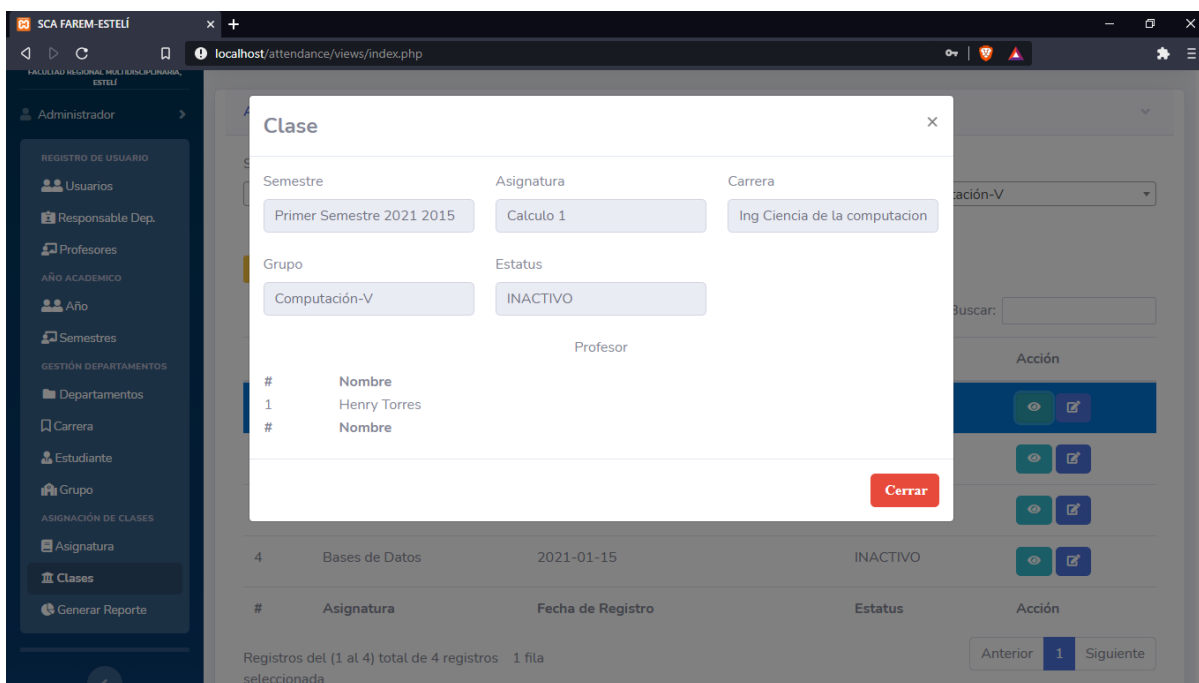 SCA FAREM-ESTELÍ
localhost/attendance/views/index.php
FACULTAD REGIONAL MULTIDISCIPLINARIA,
ESTELÍ
Administrador
REGISTRO DE USUARIO
Usuarios
Responsable Dep.
Profesores
AÑO ACADEMICO
Año
Semestres
GESTIÓN DEPARTAMENTOS
Departamentos
Carrera
Estudiante
Grupo
ASIGNACIÓN DE CLASES
Asignatura
Clases
Generar Reporte
Clase
×
Semestre Asignatura Carrera
Primer Semestre 2021 2015 Calculo 1 Ing Ciencia de la computacion
Grupo Estatus
Computación-V INACTIVO
Profesor
# Nombre
1 Henry Torres
# Nombre
Cerrar
tación-V
Buscar:
Acción
4 Bases de Datos 2021-01-15 INACTIVO
# Asignatura Fecha de Registro Estatus Acción
Registros del (1 al 4) total de 4 registros 1 fila
seleccionada
Anterior 1 Siguiente